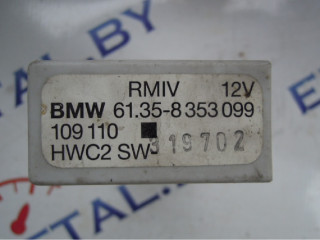 RMIV 12V
BMW 61.35-8 353 099
109 110
HWC2 SW 319702